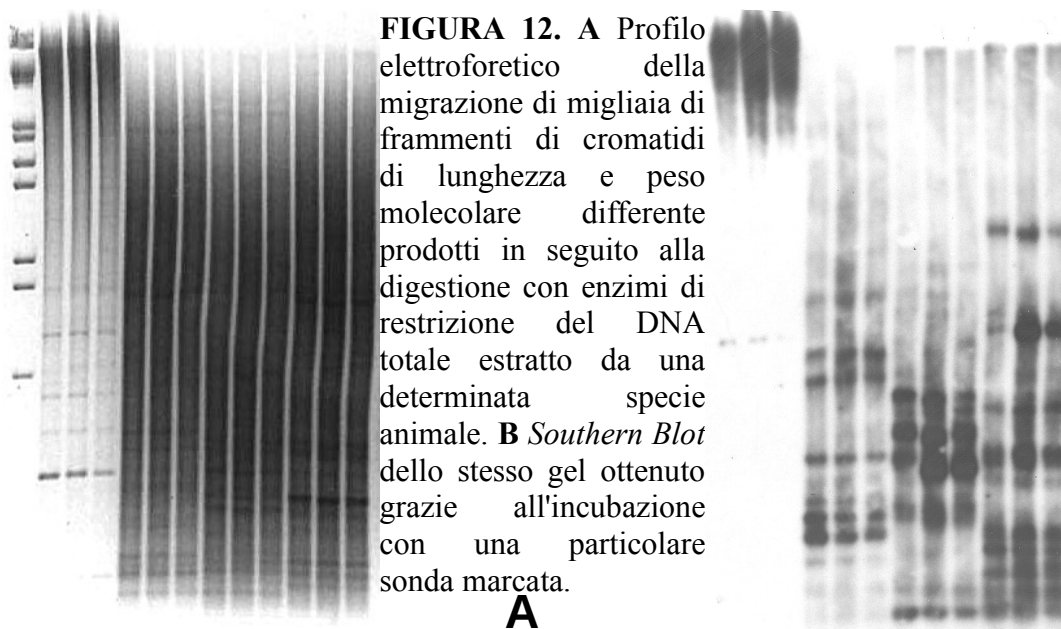 FIGURA 12. A Profilo
elettroforetico della
migrazione di migliaia di
frammenti di cromatidi
di lunghezza e peso
molecolare differente
prodotti in seguito alla
digestione con enzimi di
restrizione del DNA
totale estratto da una
determinata specie
animale. B Southern Blot
dello stesso gel ottenuto
grazie all'incubazione
con una particolare
sonda marcata.
A